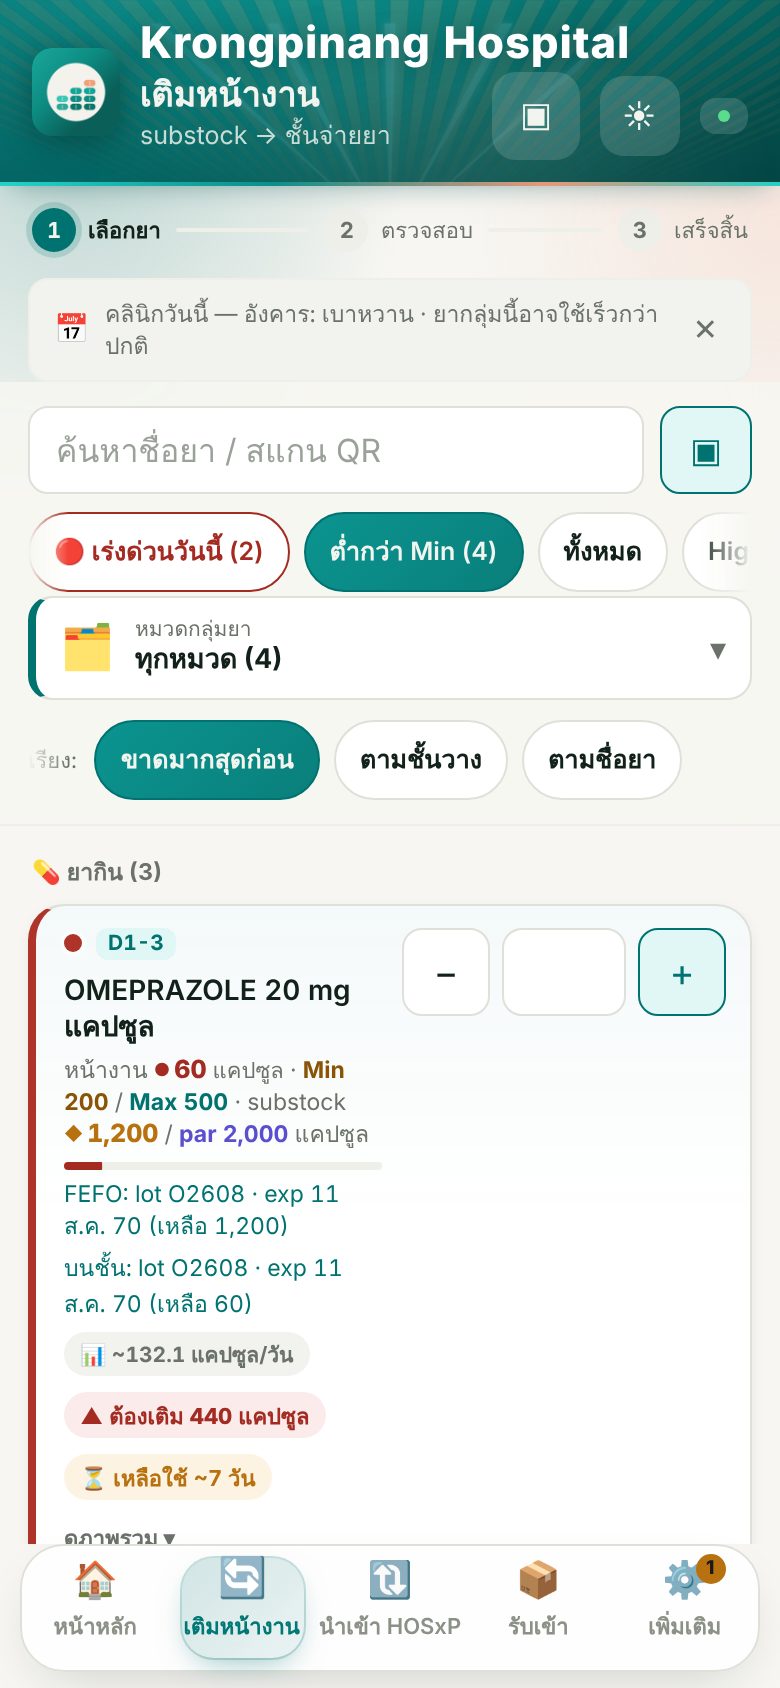 Krongpinang Hospital
เติมหน้างาน
substock → ชั้นจ่ายยา
1 เลือกยา 2 ตรวจสอบ 3 เสร็จสิ้น
July
คลินิกวันนี้ — อังคาร: เบาหวาน · ยากลุ่มนี้อาจใช้เร็วกว่า
ปกติ
✕
ค้นหาชื่อยา / สแกน QR
🔴 เร่งด่วนวันนี้ (2) ต่ำกว่า Min (4) ทั้งหมด Hig
หมวดกลุ่มยา
ทุกหมวด (4) ▼
เรียง: ขาดมากสุดก่อน ตามชั้นวาง ตามชื่อยา
💊 ยากิน (3)
D1-3
− +
OMEPRAZOLE 20 mg
แคปซูล
หน้างาน ●60 แคปซูล · Min
200 / Max 500 · substock
◆ 1,200 / par 2,000 แคปซูล
FEFO: lot O2608 · exp 11
ส.ค. 70 (เหลือ 1,200)
บนชั้น: lot O2608 · exp 11
ส.ค. 70 (เหลือ 60)
📊 ~132.1 แคปซูล/วัน
▲ ต้องเติม 440 แคปซูล
⏳ เหลือใช้ ~7 วัน
ดูภาพรวม ▾
1
หน้าหลัก เติมหน้างาน นำเข้า HOSxP รับเข้า เพิ่มเติม